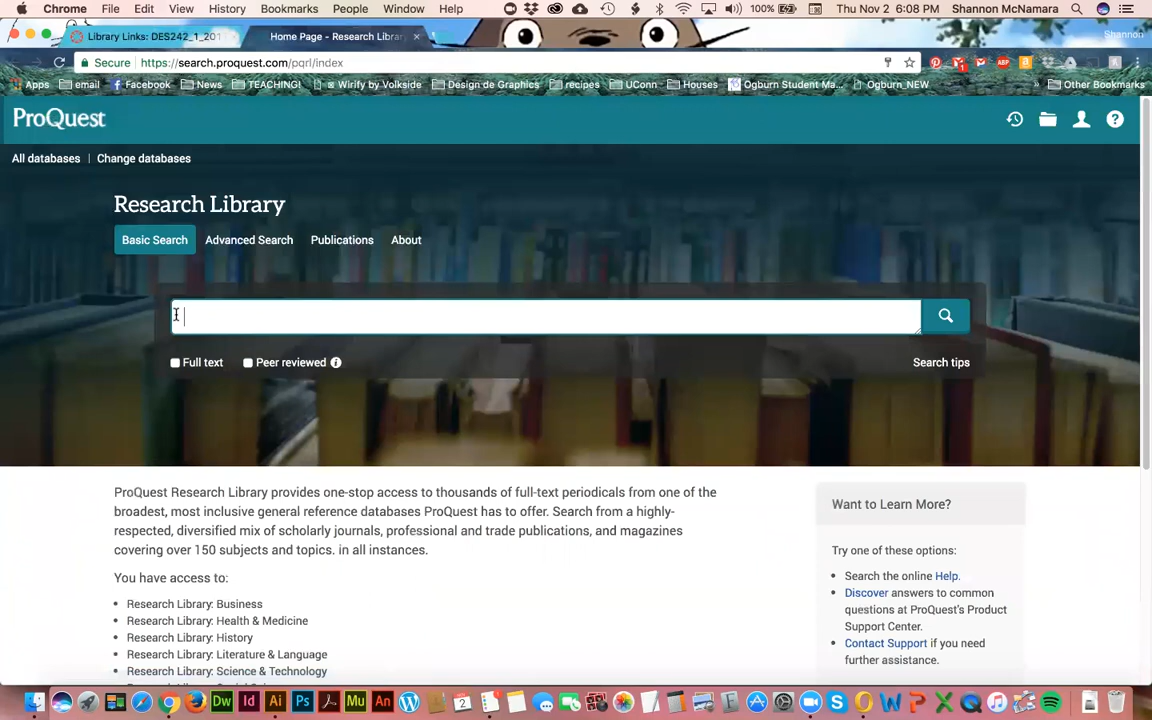 Chrome File Edit View History Bookmarks People Window Help 100% Thu Nov 2 6:08 PM Shannon McNamara
Library Links: DES242_1_201 Home Page - Research Librar Shannon
Secure https://search.proquest.com/pqrl/index
Apps email Facebook News TEACHING! Wirify by Volkside Design de Graphics recipes UConn Houses Ogburn Student Ma... Ogburn_NEW » Other Bookmarks
ProQuest
All databases | Change databases
Research Library
Basic Search Advanced Search Publications About
Full text Peer reviewed Search tips
ProQuest Research Library provides one-stop access to thousands of full-text periodicals from one of the
broadest, most inclusive general reference databases ProQuest has to offer. Search from a highly-
respected, diversified mix of scholarly journals, professional and trade publications, and magazines
covering over 150 subjects and topics. in all instances.
You have access to:
• Research Library: Business
• Research Library: Health & Medicine
• Research Library: History
• Research Library: Literature & Language
• Research Library: Science & Technology
Want to Learn More?
Try one of these options:
• Search the online Help.
• Discover answers to common
questions at ProQuest's Product
Support Center.
• Contact Support if you need
further assistance.
Dw Id Ai Ps Mu An 2